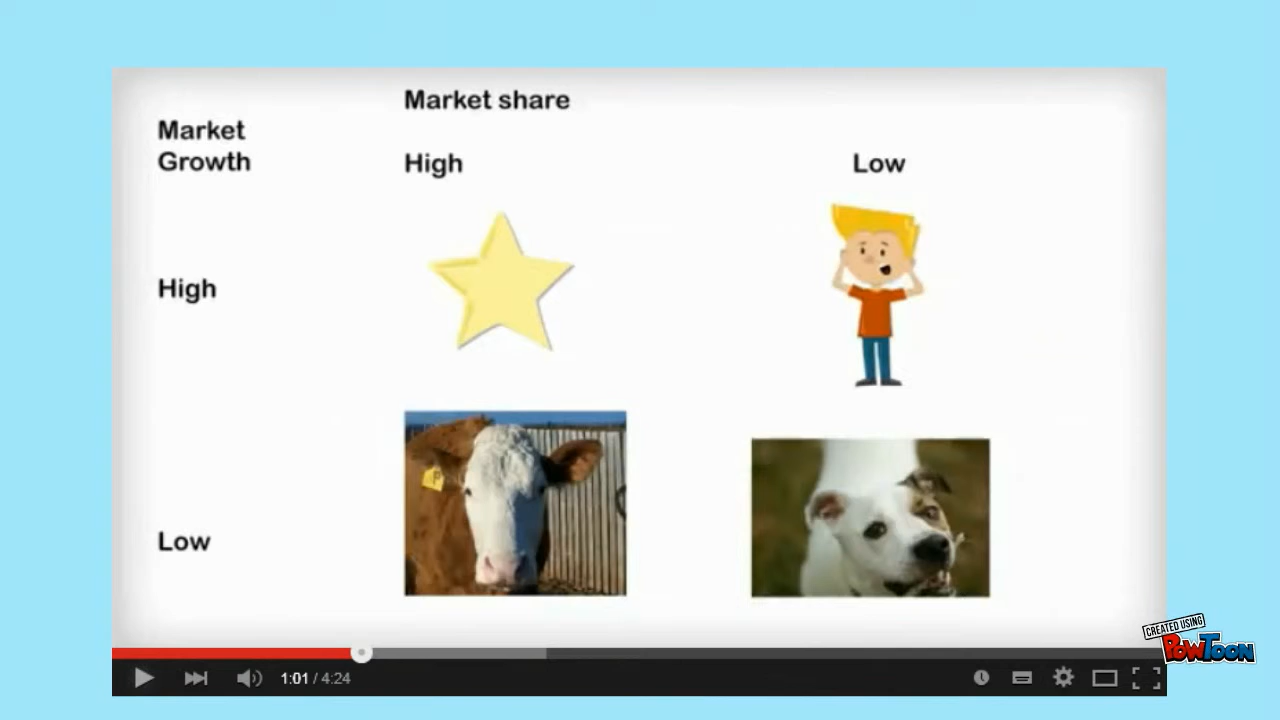 Market share
Market
Growth
High
Low
High
Low
1:01 / 4:24
CREATED USING
POWTOON